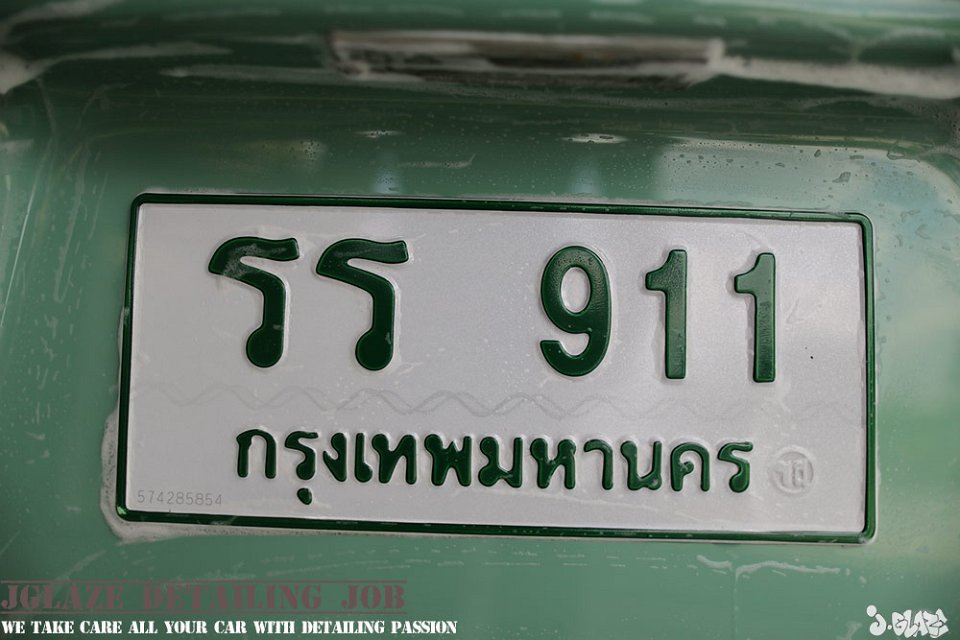 รร 911
กรุงเทพมหานคร
574285854
JGLAZE DETAILING JOB
WE TAKE CARE ALL YOUR CAR WITH DETAILING PASSION
J-GLAZE